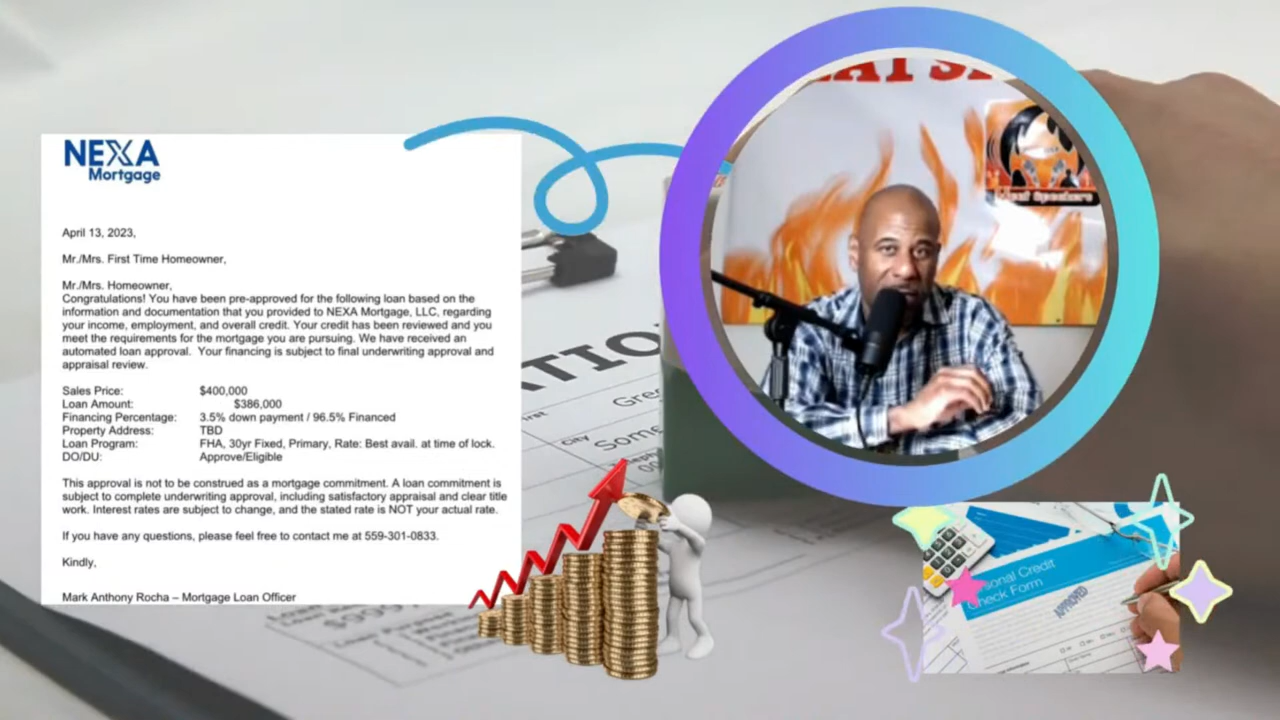 NEXA
Mortgage
April 13, 2023,
Mr./Mrs. First Time Homeowner,
Mr./Mrs. Homeowner,
Congratulations! You have been pre-approved for the following loan based on the
information and documentation that you provided to NEXA Mortgage, LLC, regarding
your income, employment, and overall credit. Your credit has been reviewed and you
meet the requirements for the mortgage you are pursuing. We have received an
automated loan approval. Your financing is subject to final underwriting approval and
appraisal review.
Sales Price: $400,000
Loan Amount: $386,000
Financing Percentage: 3.5% down payment / 96.5% Financed
Property Address: TBD
Loan Program: FHA, 30yr Fixed, Primary, Rate: Best avail. at time of lock.
DO/DU: Approve/Eligible
This approval is not to be construed as a mortgage commitment. A loan commitment is
subject to complete underwriting approval, including satisfactory appraisal and clear title
work. Interest rates are subject to change, and the stated rate is NOT your actual rate.
If you have any questions, please feel free to contact me at 559-301-0833.
Kindly,
Mark Anthony Rocha – Mortgage Loan Officer
Speakers
City
Some
sonal Credit
Check Form
APPROVED